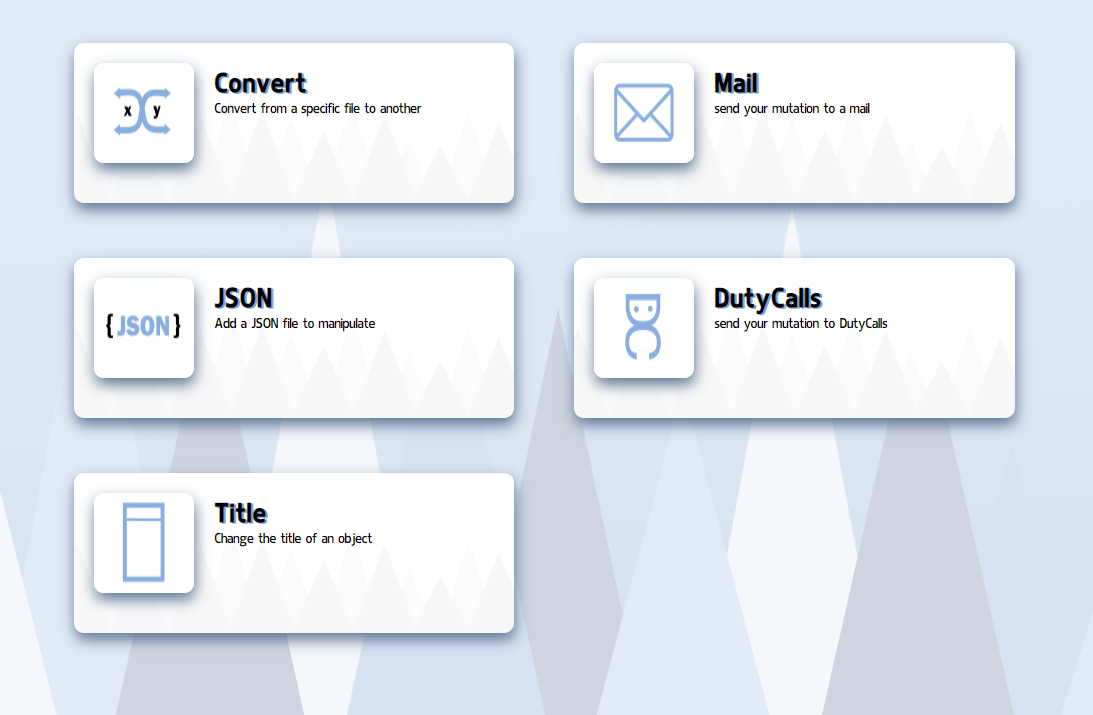 x y
Convert
Convert from a specific file to another
Mail
send your mutation to a mail
{JSON}
JSON
Add a JSON file to manipulate
DutyCalls
send your mutation to DutyCalls
Title
Change the title of an object